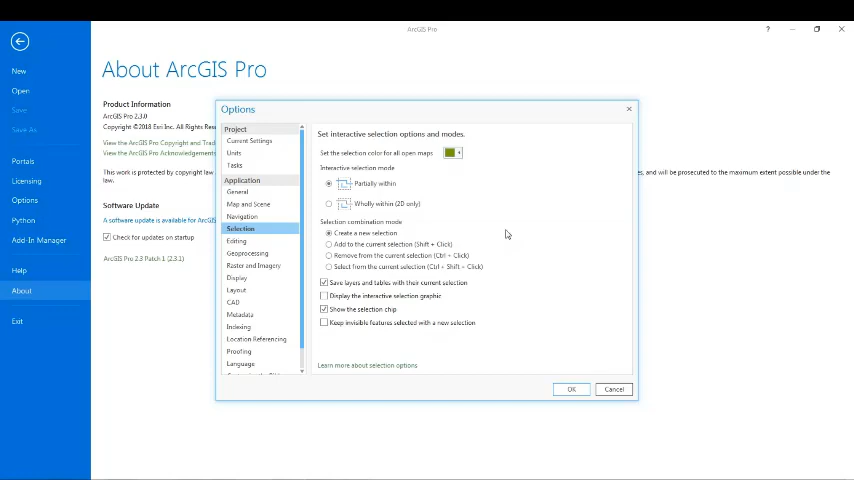 ArcGIS Pro
?
New
Open
Save
Save As
Portals
Licensing
Options
Python
Add-In Manager
Help
About
Exit
About ArcGIS Pro
Product Information
ArcGIS Pro 2.3.0
Copyright ©2018 Esri Inc. All Rights Rese
View the ArcGIS Pro Copyright and Trad
View the ArcGIS Pro Acknowledgements
This work is protected by copyright law
s, and will be prosecuted to the maximum extent possible under the
law.
Software Update
A software update is available for ArcGIS
Check for updates on startup
ArcGIS Pro 2.3 Patch 1 (2.3.1)
Options
Project
Current Settings
Units
Tasks
Application
General
Map and Scene
Navigation
Selection
Editing
Geoprocessing
Raster and Imagery
Display
Layout
CAD
Metadata
Indexing
Location Referencing
Proofing
Language
Set interactive selection options and modes.
Set the selection color for all open maps
Interactive selection mode
Partially within
Wholly within (2D only)
Selection combination mode
Create a new selection
Add to the current selection (Shift + Click)
Remove from the current selection (Ctrl + Click)
Select from the current selection (Ctrl + Shift + Click)
Save layers and tables with their current selection
Display the interactive selection graphic
Show the selection chip
Keep invisible features selected with a new selection
Learn more about selection options
OK
Cancel